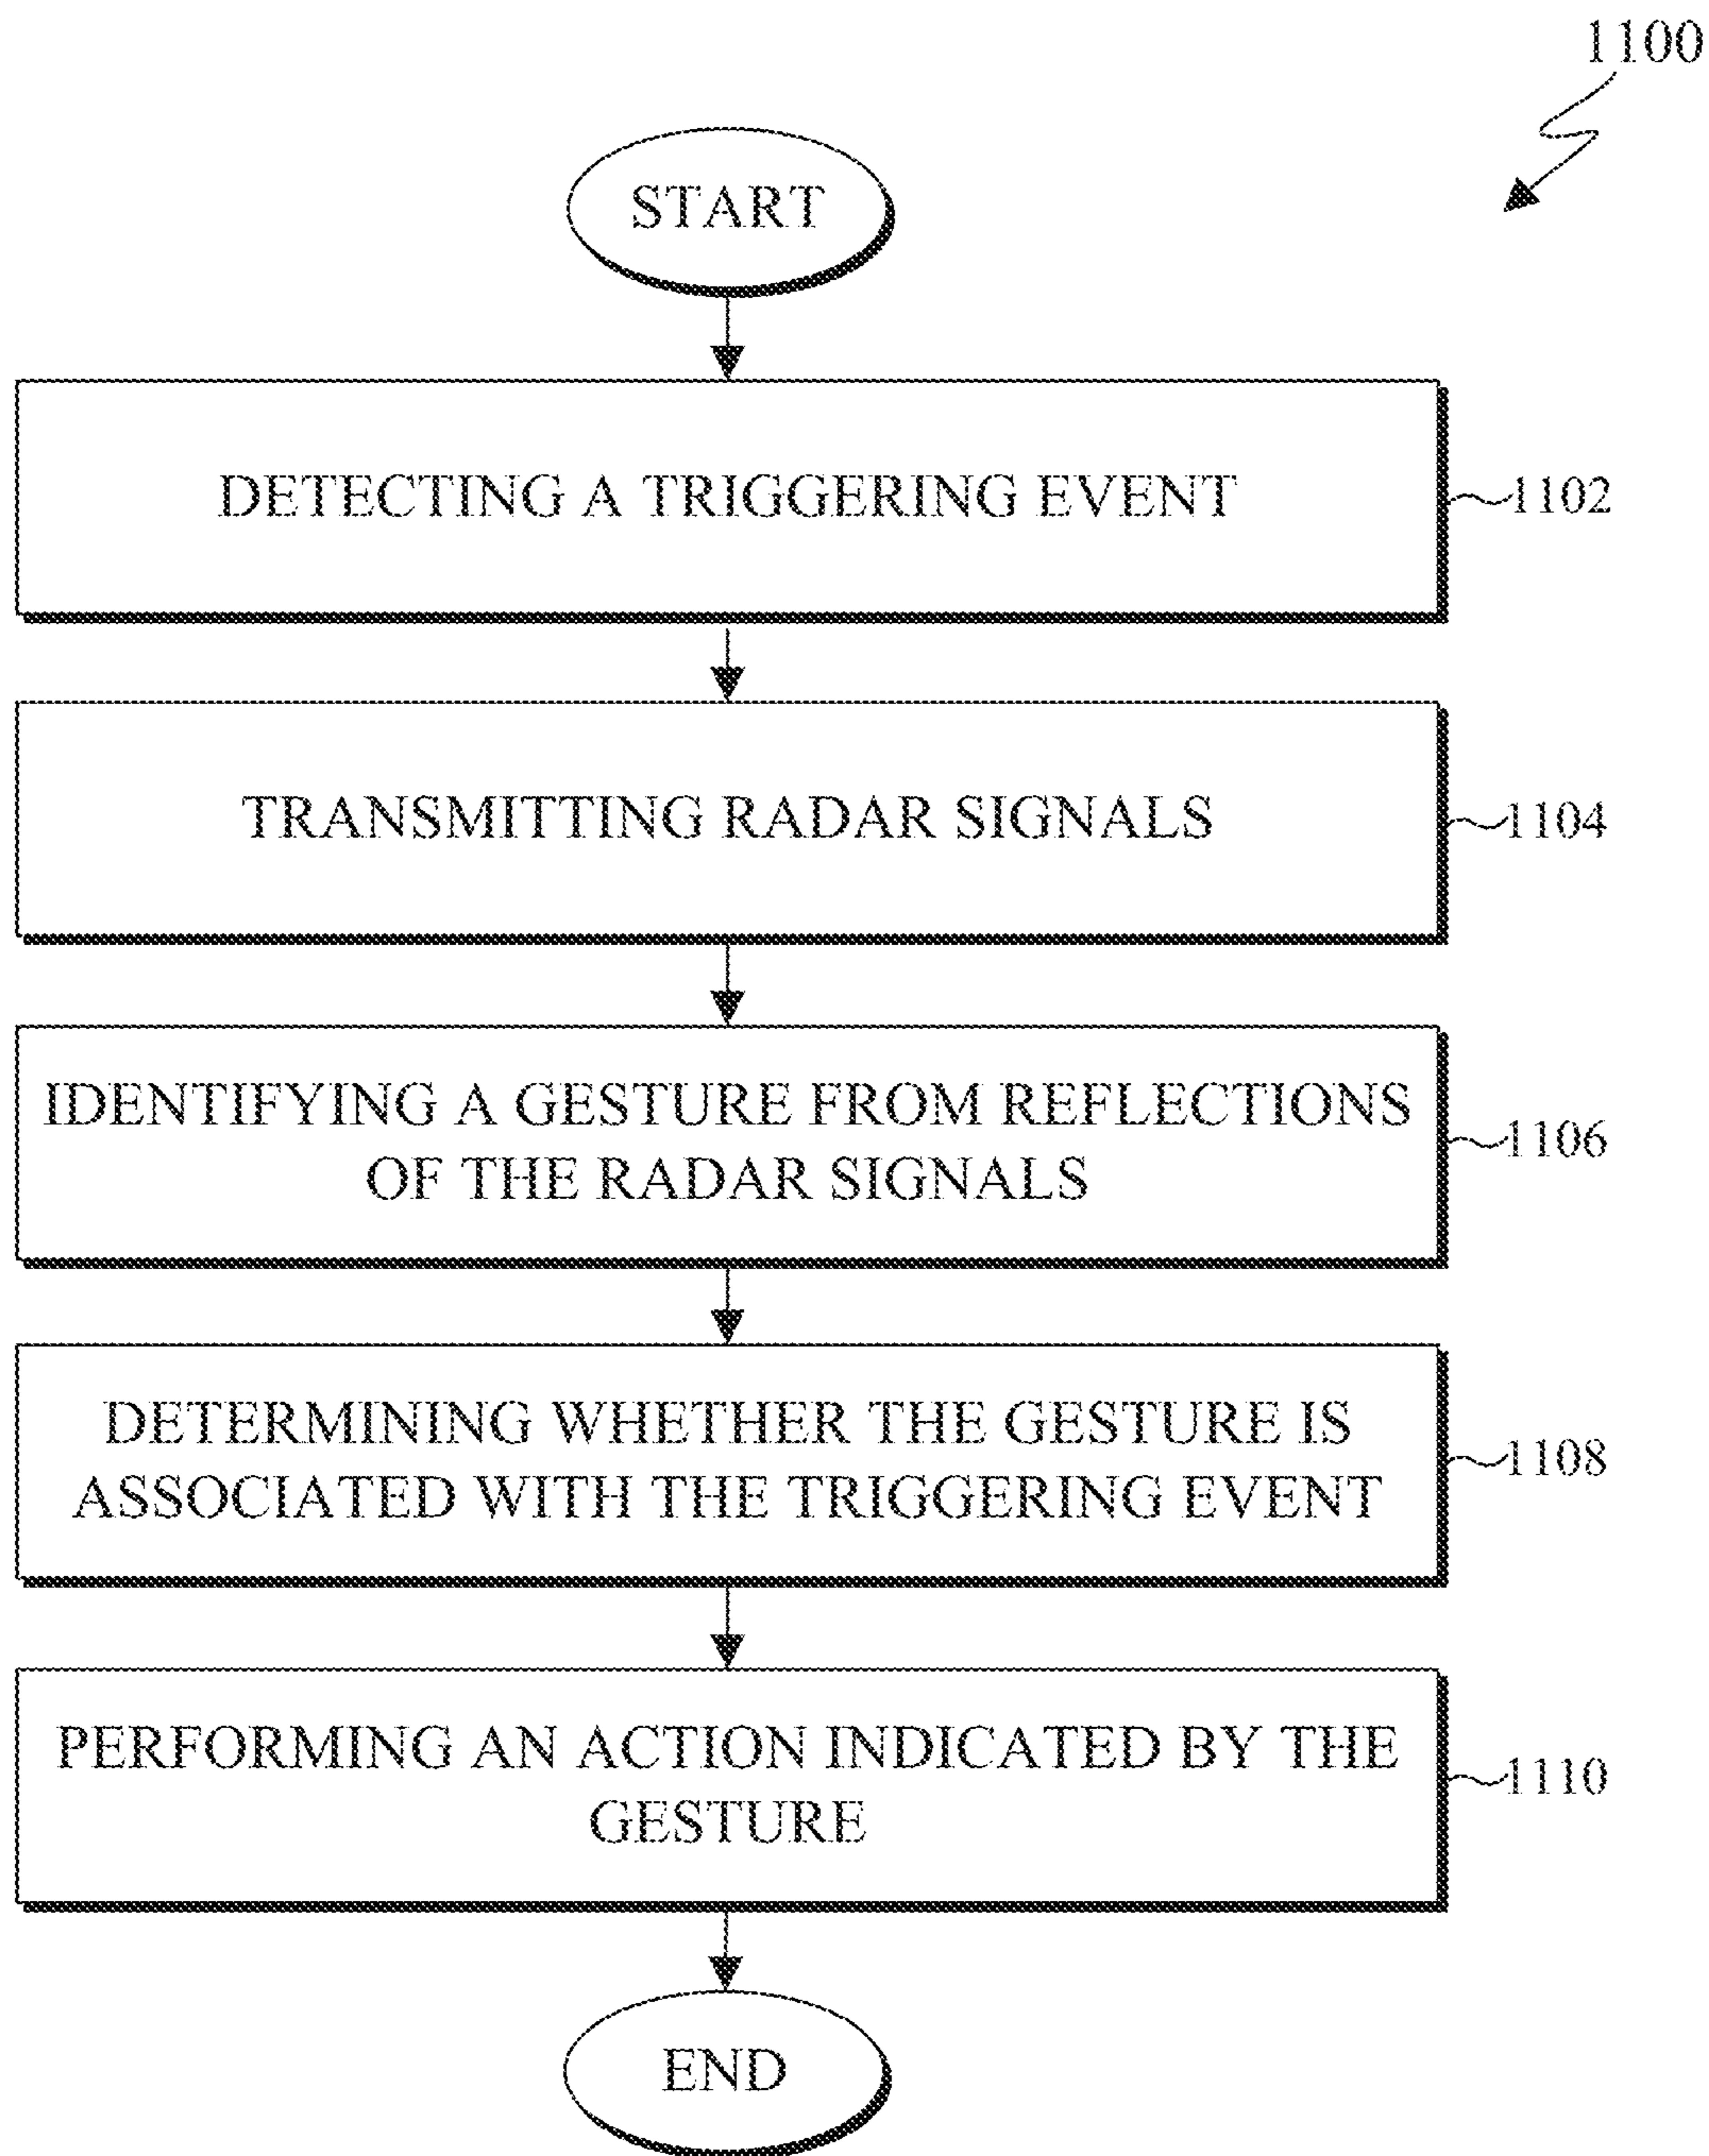 1100
START
DETECTING A TRIGGERING EVENT
1102
TRANSMITTING RADAR SIGNALS
1104
IDENTIFYING A GESTURE FROM REFLECTIONS
OF THE RADAR SIGNALS
1106
DETERMINING WHETHER THE GESTURE IS
ASSOCIATED WITH THE TRIGGERING EVENT
1108
PERFORMING AN ACTION INDICATED BY THE
GESTURE
1110
END